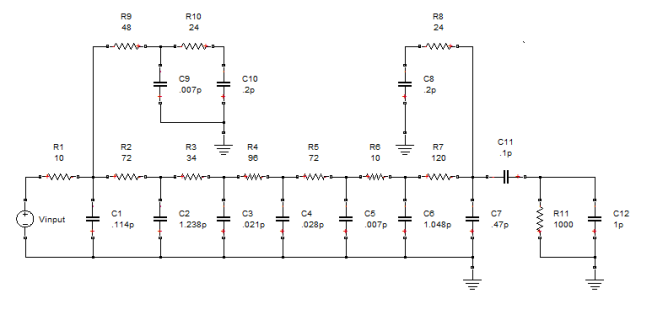 R9
48
R10
24
R8
24
C9
.007p
C10
.2p
C8
.2p
C11
.1p
R1
10
R2
72
R3
34
R4
96
R5
72
R6
10
R7
120
Vinput
C1
.114p
C2
1.238p
C3
.021p
C4
.028p
C5
.007p
C6
1.048p
C7
.47p
R11
1000
C12
1p